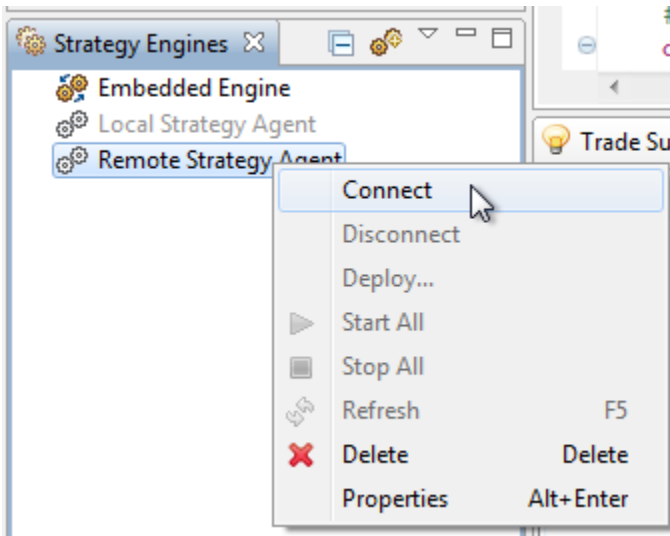 Strategy Engines
Embedded Engine
Local Strategy Agent
Trade Su
Remote Strategy Agent
Connect
Disconnect
Deploy...
Start All
Stop All
Refresh F5
Delete Delete
Properties Alt+Enter